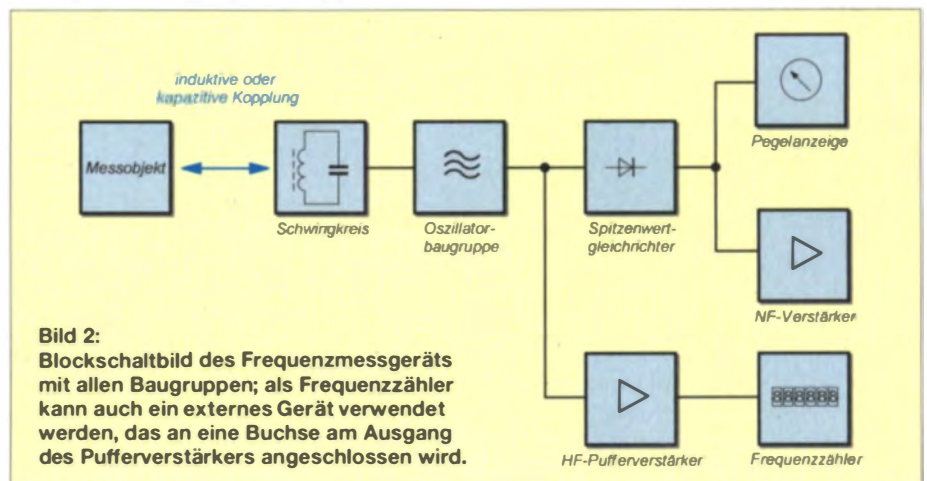 induktive oder
kapazitive Kopplung
Messobjekt
Schwingkreis
Oszillator-
baugruppe
Spitzenwert-
gleichrichter
Pegelanzeige
NF-Verstärker
HF-Pufferverstärker
Frequenzzähler
Bild 2:
Blockschaltbild des Frequenzmessgeräts
mit allen Baugruppen; als Frequenzzähler
kann auch ein externes Gerät verwendet
werden, das an eine Buchse am Ausgang
des Pufferverstärkers angeschlossen wird.